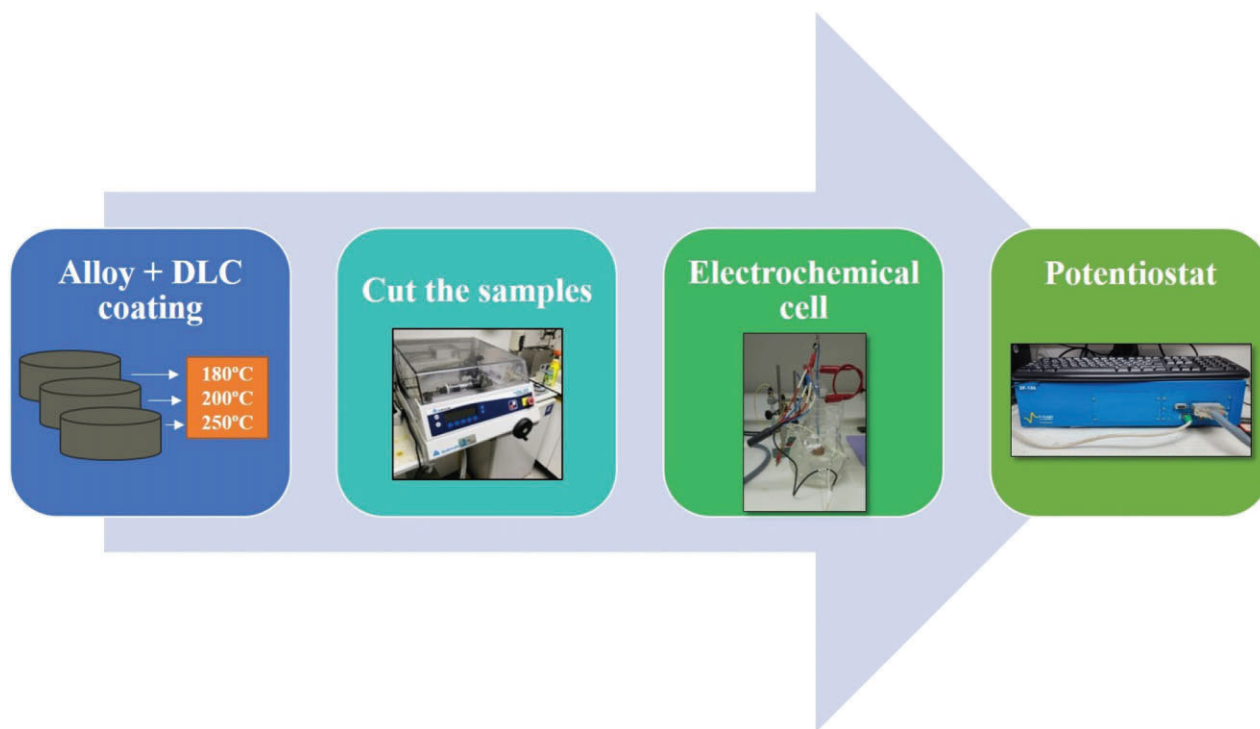 Alloy + DLC
coating
180ºC
200ºC
250ºC
Cut the samples
Electrochemical
cell
Potentiostat